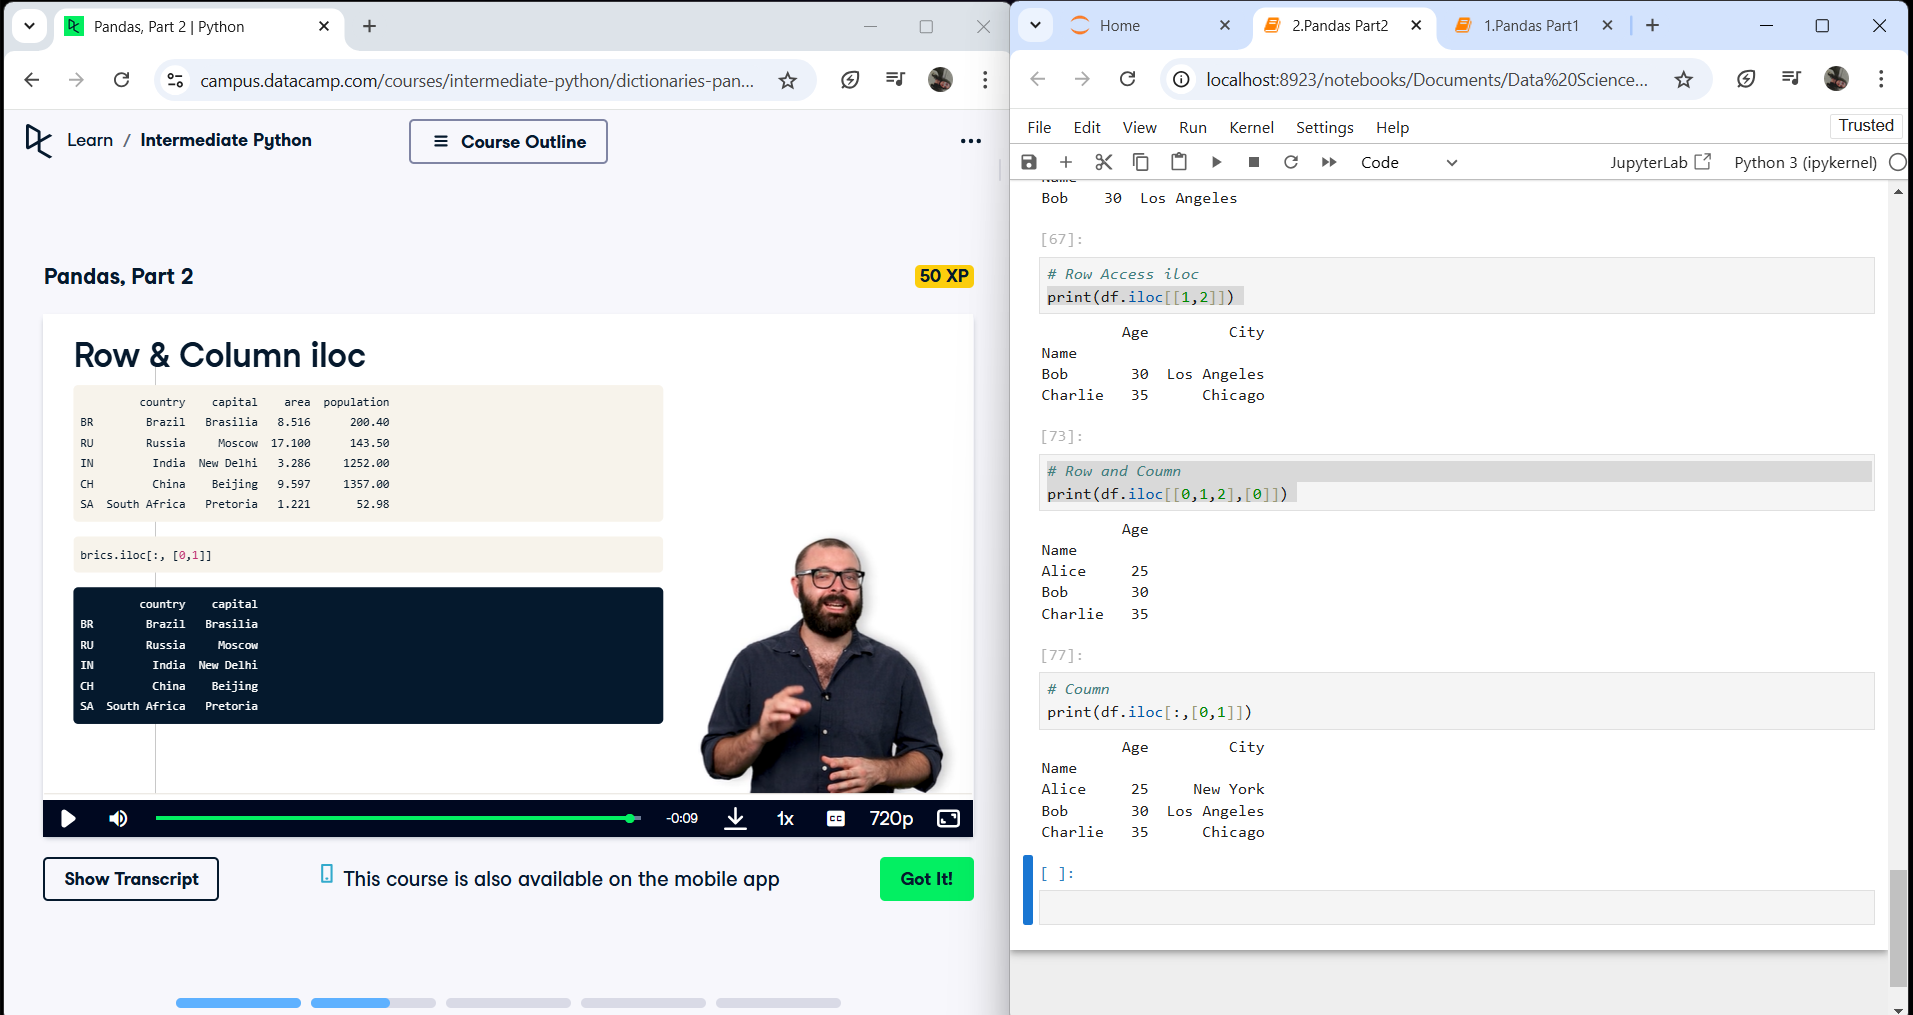 Pandas, Part 2 | Python
campus.datacamp.com/courses/intermediate-python/dictionaries-pan...
Learn / Intermediate Python
Course Outline
Pandas, Part 2
50 XP
Row & Column iloc
country capital area population
BR Brazil Brasilia 8.516 200.40
RU Russia Moscow 17.100 143.50
IN India New Delhi 3.286 1252.00
CH China Beijing 9.597 1357.00
SA South Africa Pretoria 1.221 52.98
brics.iloc[:, [0,1]]
country capital
BR Brazil Brasilia
RU Russia Moscow
IN India New Delhi
CH China Beijing
SA South Africa Pretoria
-0:09 1x CC 720p
Show Transcript
This course is also available on the mobile app
Got It!
Home 2.Pandas Part2 1.Pandas Part1
localhost:8923/notebooks/Documents/Data%20Science...
File Edit View Run Kernel Settings Help Trusted
Code JupyterLab Python 3 (ipykernel)
Name
Bob 30 Los Angeles
[67]:
# Row Access iloc
print(df.iloc[[1,2]])
Age City
Name
Bob 30 Los Angeles
Charlie 35 Chicago
[73]:
# Row and Coumn
print(df.iloc[[0,1,2],[0]])
Age
Name
Alice 25
Bob 30
Charlie 35
[77]:
# Coumn
print(df.iloc[:,[0,1]])
Age City
Name
Alice 25 New York
Bob 30 Los Angeles
Charlie 35 Chicago
[ ]: